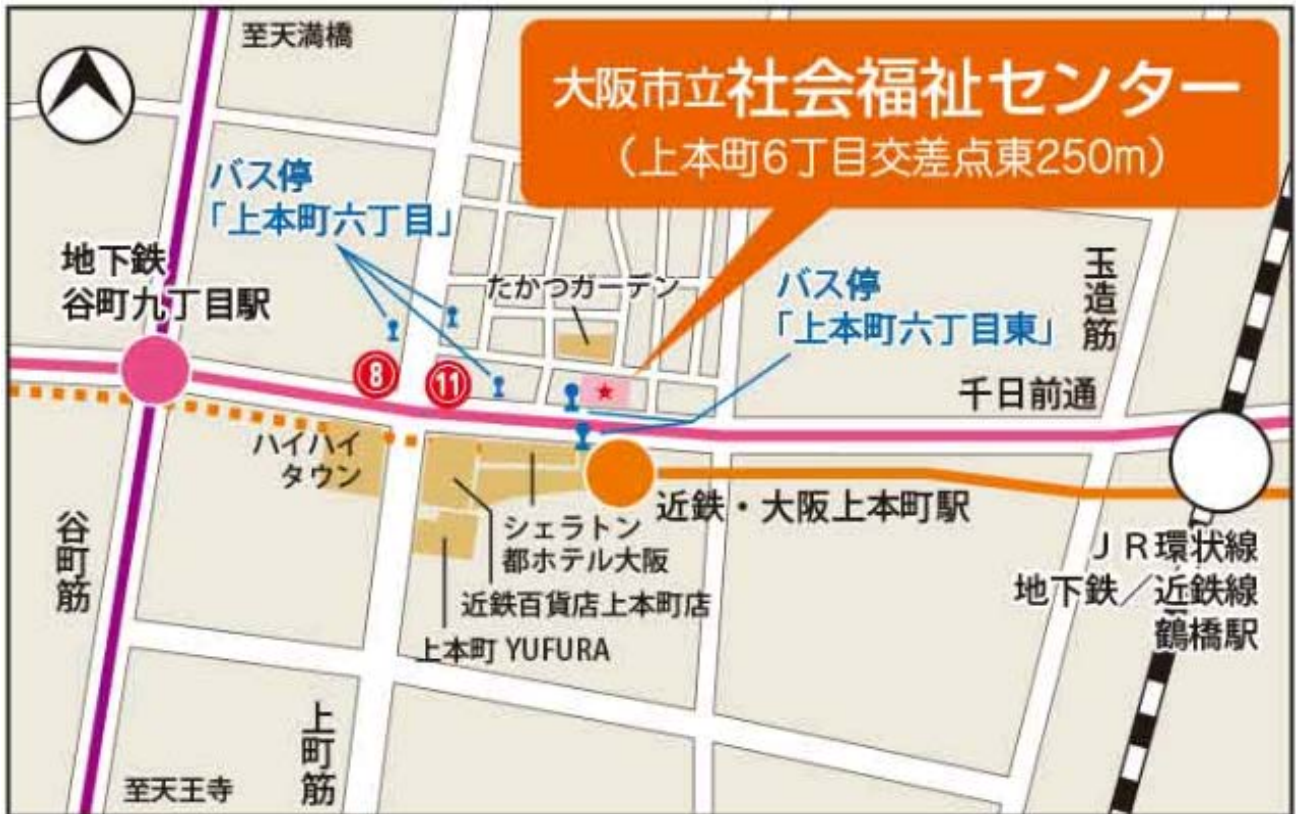 至天満橋
大阪市立社会福祉センター
（上本町6丁目交差点東250m）
バス停
「上本町六丁目」
地下鉄
谷町九丁目駅
たかつガーデン
バス停
「上本町六丁目東」
玉造筋
8
11
千日前通
ハイハイ
タウン
近鉄・大阪上本町駅
シェラトン
都ホテル大阪
近鉄百貨店上本町店
上本町 YUFURA
ＪＲ環状線
地下鉄／近鉄線
鶴橋駅
谷町筋
上町筋
至天王寺